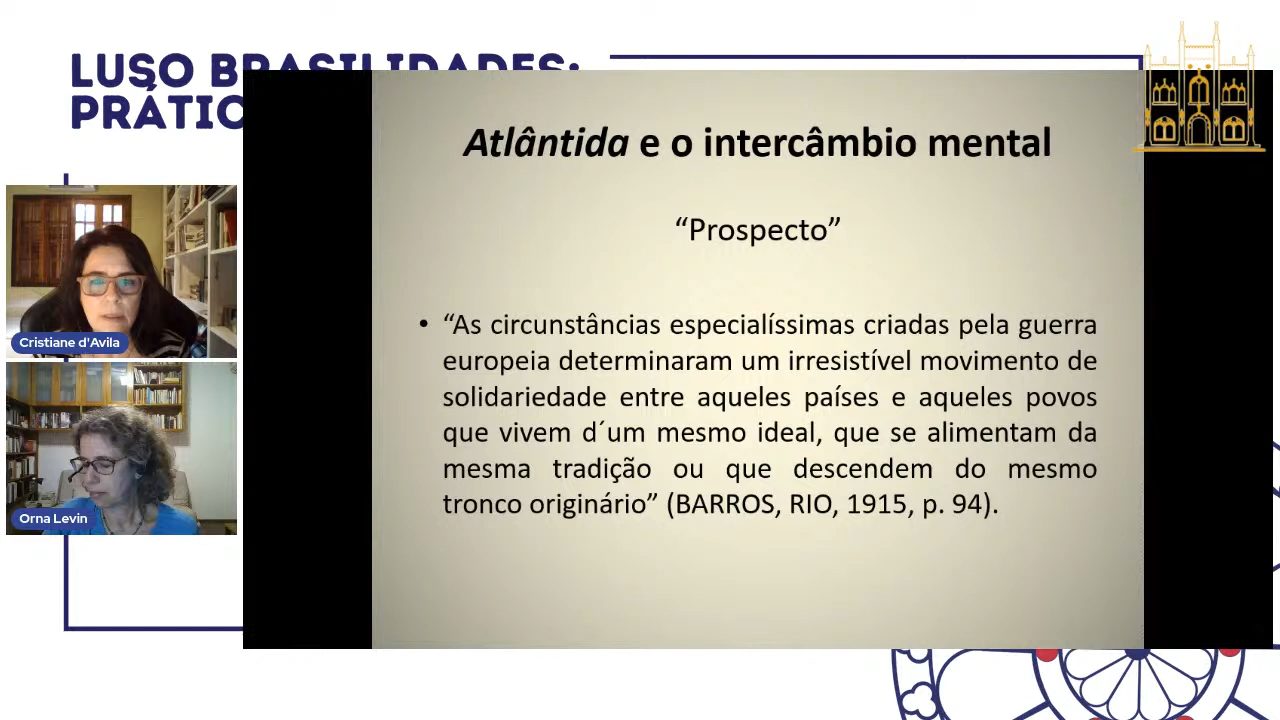 LUSO BRASILIDADES:
PRÁTIC
Atlântida e o intercâmbio mental
“Prospecto”
• “As circunstâncias especialíssimas criadas pela guerra
europeia determinaram um irresistível movimento de
solidariedade entre aqueles países e aqueles povos
que vivem d´um mesmo ideal, que se alimentam da
mesma tradição ou que descendem do mesmo
tronco originário” (BARROS, RIO, 1915, p. 94).
Cristiane d'Avila
Orna Levin